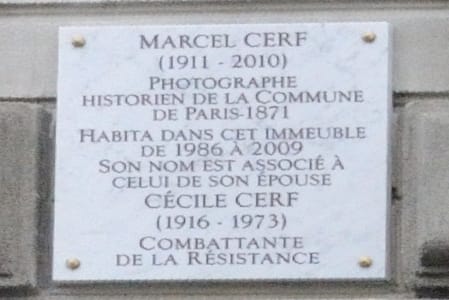 MARCEL CERF
(1911 - 2010)
PHOTOGRAPHE
HISTORIEN DE LA COMMUNE
DE PARIS-1871
HABITA DANS CET IMMEUBLE
DE 1986 À 2009
SON NOM EST ASSOCIÉ À
CELUI DE SON ÉPOUSE
CÉCILE CERF
(1916 - 1973)
COMBATTANTE
DE LA RÉSISTANCE